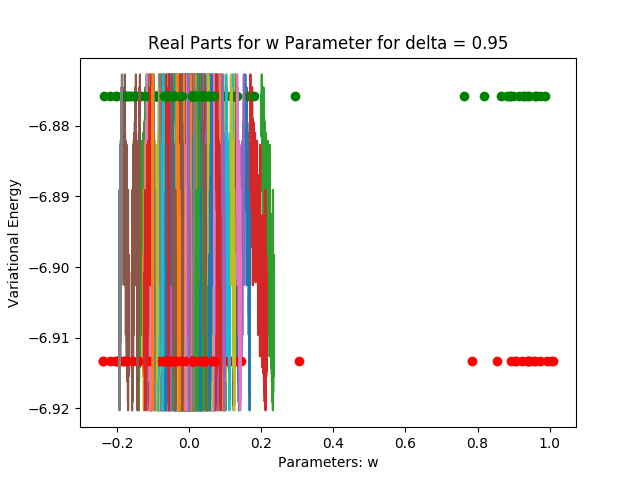 Real Parts for w Parameter for delta = 0.95
Variational Energy
−6.88
−6.89
−6.90
−6.91
−6.92
−0.2 0.0 0.2 0.4 0.6 0.8 1.0
Parameters: w